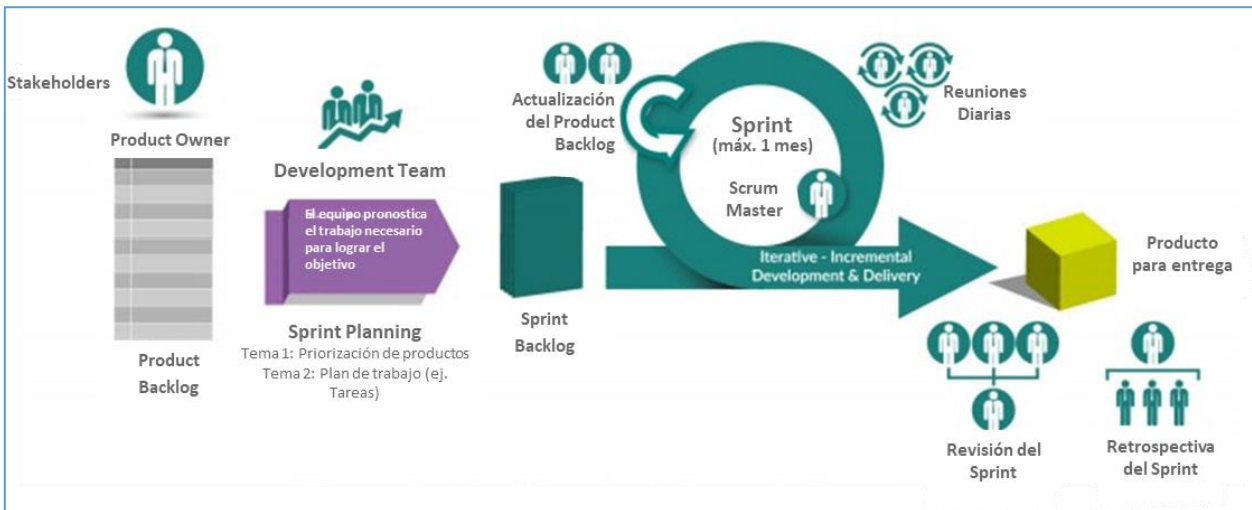 Stakeholders
Product Owner
Product
Backlog
Development Team
El equipo pronostica
el trabajo necesario
para lograr el
objetivo
Sprint Planning
Tema 1: Priorización de productos
Tema 2: Plan de trabajo (ej.
Tareas)
Sprint
Backlog
Actualización
del Product
Backlog
Sprint
(máx. 1 mes)
Scrum
Master
Reuniones
Diarias
Iterative - Incremental
Development & Delivery
Producto
para entrega
Revisión del
Sprint
Retrospectiva
del Sprint